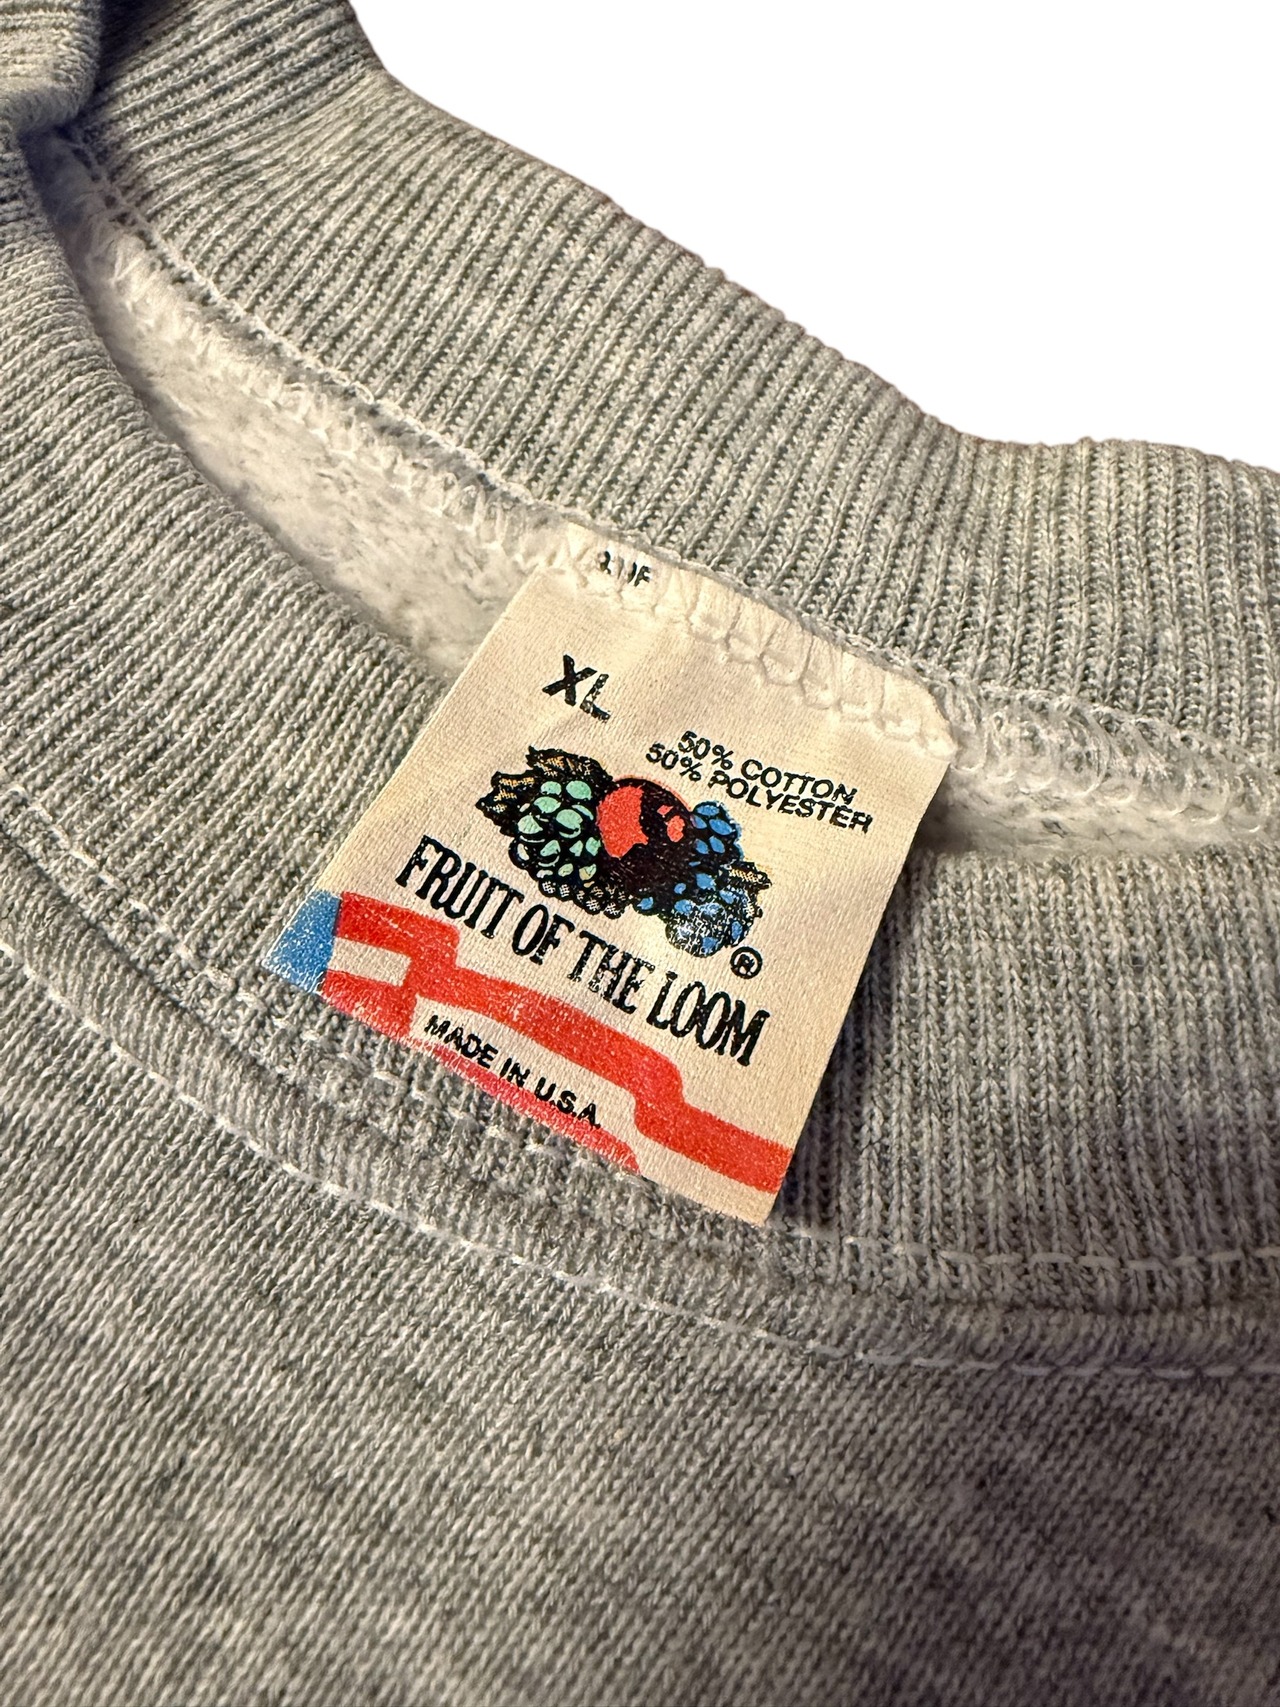 XL
50% COTTON
50% POLYESTER
FRUIT OF THE LOOM
®
MADE IN U.S.A.